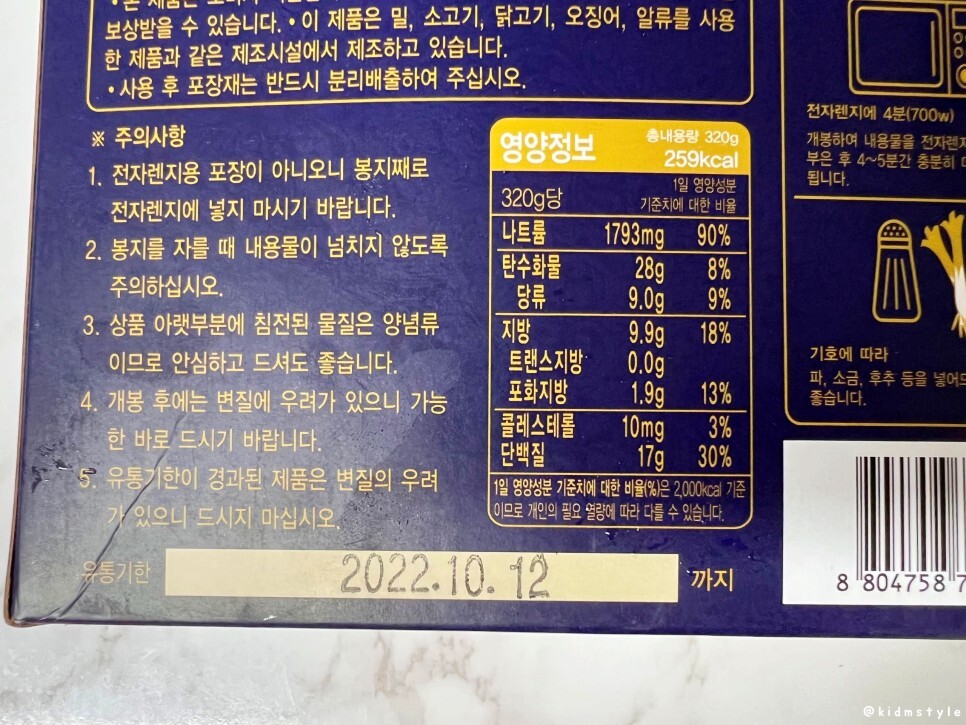 보상받을 수 있습니다. • 이 제품은 밀, 소고기, 닭고기, 오징어, 알류를 사용
한 제품과 같은 제조시설에서 제조하고 있습니다.
• 사용 후 포장재는 반드시 분리배출하여 주십시오.
※ 주의사항
1. 전자렌지용 포장이 아니오니 봉지째로
전자렌지에 넣지 마시기 바랍니다.
2. 봉지를 자를 때 내용물이 넘치지 않도록
주의하십시오.
3. 상품 아랫부분에 침전된 물질은 양념류
이므로 안심하고 드셔도 좋습니다.
4. 개봉 후에는 변질에 우려가 있으니 가능
한 바로 드시기 바랍니다.
5. 유통기한이 경과된 제품은 변질의 우려
가 있으니 드시지 마십시오.
유통기한 2022.10.12 까지
영양정보 총내용량 320g
259kcal
320g당 1일 영양성분
기준치에 대한 비율
나트륨 1793mg 90%
탄수화물 28g 8%
당류 9.0g 9%
지방 9.9g 18%
트랜스지방 0.0g
포화지방 1.9g 13%
콜레스테롤 10mg 3%
단백질 17g 30%
1일 영양성분 기준치에 대한 비율(%)은 2,000kcal 기준
이므로 개인의 필요 열량에 따라 다를 수 있습니다.
전자렌지에 4분(700w)
개봉하여 내용물을
부은 후 4~5분간 충분히
됩니다.
기호에 따라
파, 소금, 후추 등을
좋습니다.
8 804758 7
@kidmstyle